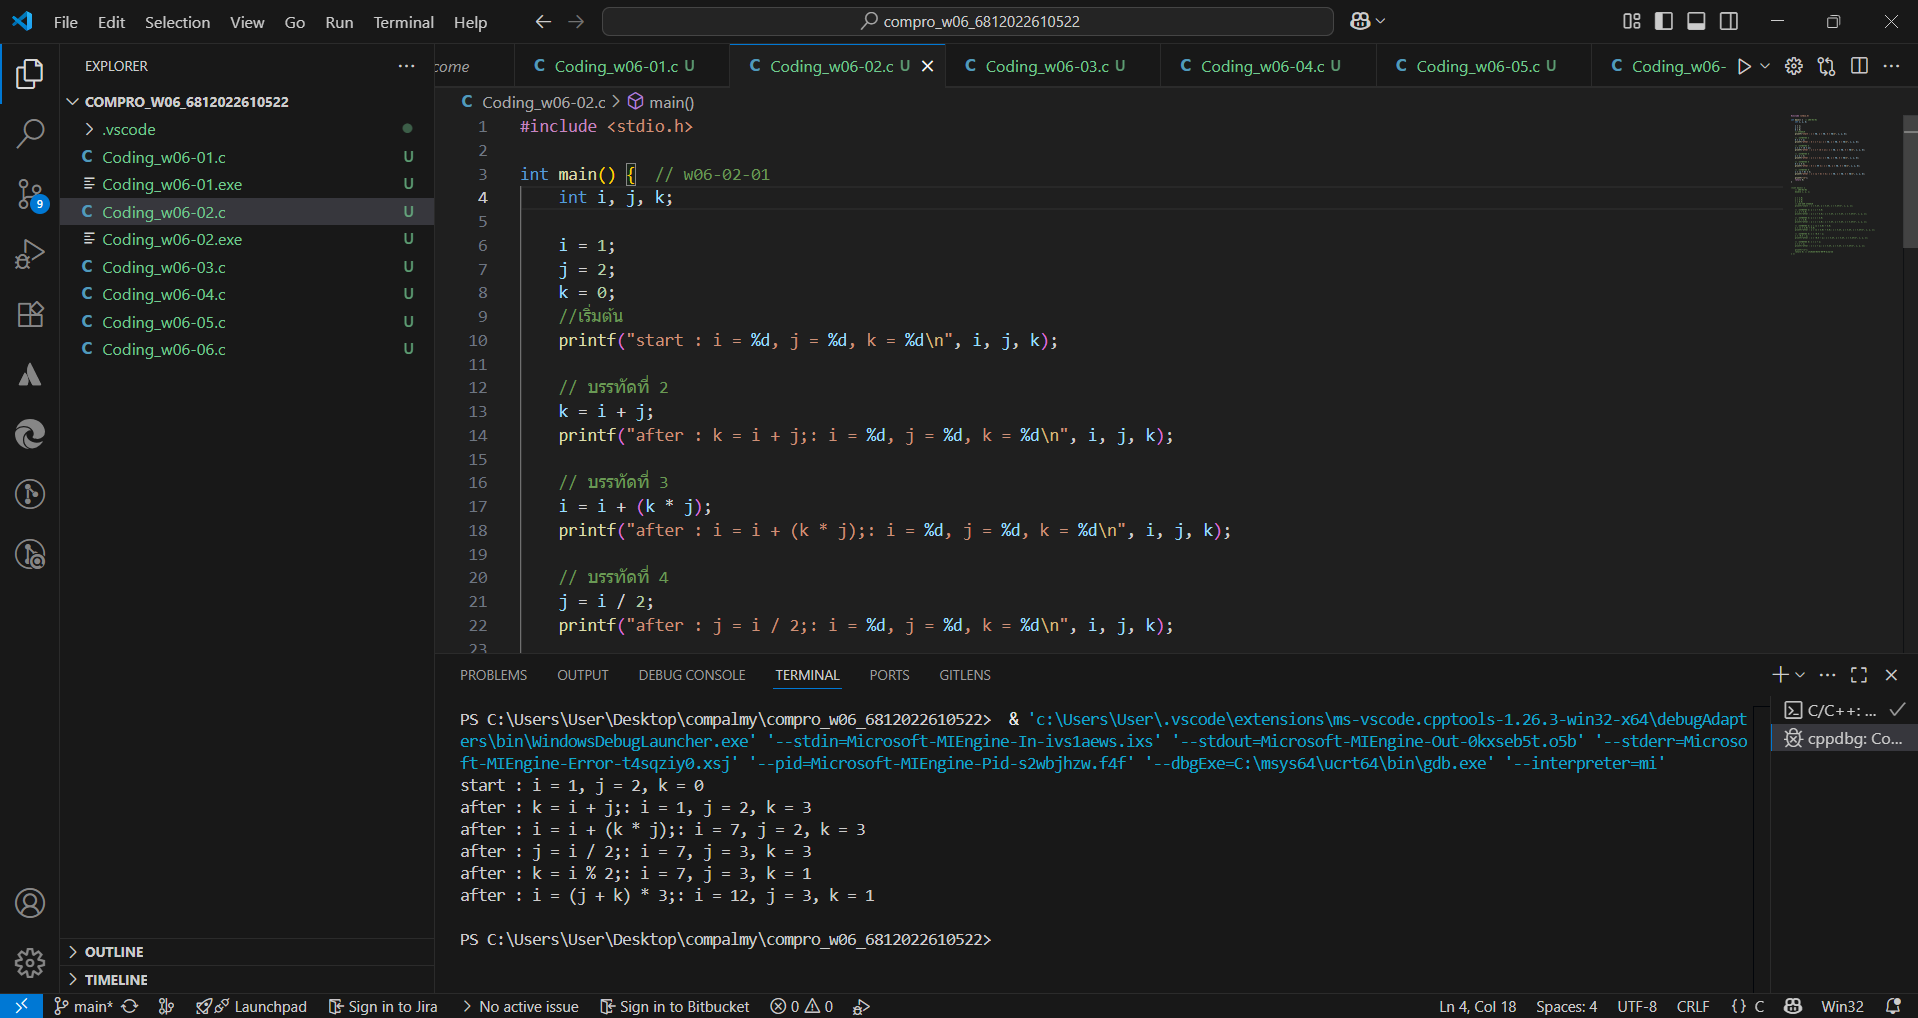 File Edit Selection View Go Run Terminal Help
compro_w06_6812022610522
EXPLORER
COMPRO_W06_6812022610522
.vscode
C Coding_w06-01.c U
Coding_w06-01.exe U
C Coding_w06-02.c U
Coding_w06-02.exe U
C Coding_w06-03.c U
C Coding_w06-04.c U
C Coding_w06-05.c U
C Coding_w06-06.c U
OUTLINE
TIMELINE
9
come C Coding_w06-01.c U C Coding_w06-02.c U C Coding_w06-03.c U C Coding_w06-04.c U C Coding_w06-05.c U C Coding_w06-
C Coding_w06-02.c > main()
1 #include <stdio.h>
2
3 int main() { // w06-02-01
4 int i, j, k;
5
6 i = 1;
7 j = 2;
8 k = 0;
9 //เริ่มต้น
10 printf("start : i = %d, j = %d, k = %d\n", i, j, k);
11
12 // บรรทัดที่ 2
13 k = i + j;
14 printf("after : k = i + j;: i = %d, j = %d, k = %d\n", i, j, k);
15
16 // บรรทัดที่ 3
17 i = i + (k * j);
18 printf("after : i = i + (k * j);: i = %d, j = %d, k = %d\n", i, j, k);
19
20 // บรรทัดที่ 4
21 j = i / 2;
22 printf("after : j = i / 2;: i = %d, j = %d, k = %d\n", i, j, k);
23
PROBLEMS OUTPUT DEBUG CONSOLE TERMINAL PORTS GITLENS
PS C:\Users\User\Desktop\compalmy\compro_w06_6812022610522> & 'c:\Users\User\.vscode\extensions\ms-vscode.cpptools-1.26.3-win32-x64\debugAdapt
ers\bin\WindowsDebugLauncher.exe' '--stdin=Microsoft-MIEngine-In-ivs1aews.ixs' '--stdout=Microsoft-MIEngine-Out-0kxseb5t.o5b' '--stderr=Microso
ft-MIEngine-Error-t4sqziy0.xsj' '--pid=Microsoft-MIEngine-Pid-s2wbjhzw.f4f' '--dbgExe=C:\msys64\ucrt64\bin\gdb.exe' '--interpreter=mi'
start : i = 1, j = 2, k = 0
after : k = i + j;: i = 1, j = 2, k = 3
after : i = i + (k * j);: i = 7, j = 2, k = 3
after : j = i / 2;: i = 7, j = 3, k = 3
after : k = i % 2;: i = 7, j = 3, k = 1
after : i = (j + k) * 3;: i = 12, j = 3, k = 1
PS C:\Users\User\Desktop\compalmy\compro_w06_6812022610522>
C/C++: ...
cppdbg: Co...
main* Launchpad Sign in to Jira No active issue Sign in to Bitbucket 0 0 Ln 4, Col 18 Spaces: 4 UTF-8 CRLF {} C Win32